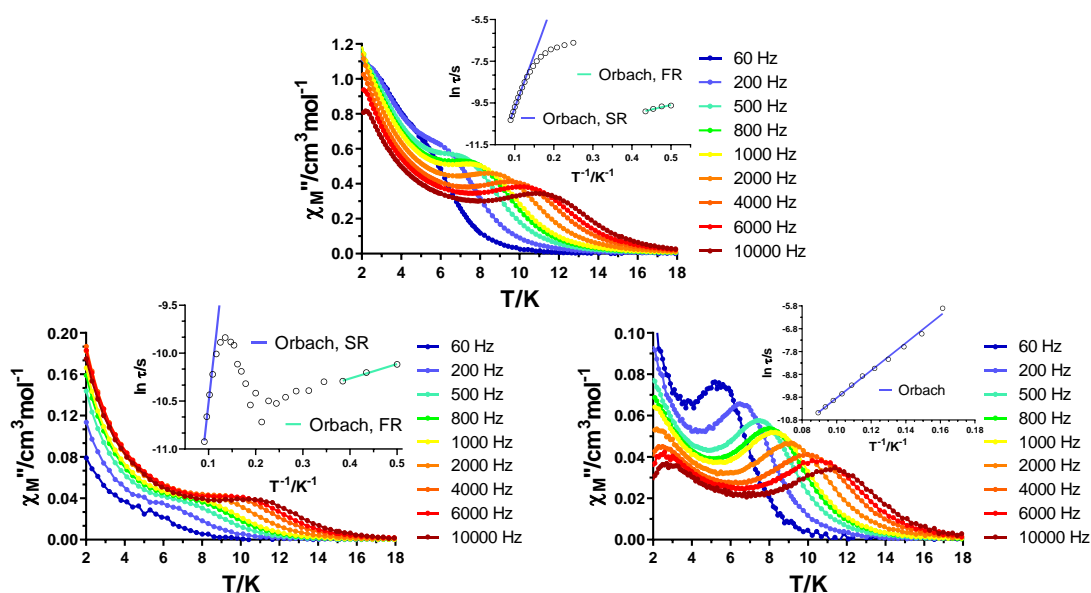 χM''/cm3mol-1
1.2
1.0
0.8
0.6
0.4
0.2
0.0
2 4 6 8 10 12 14 16 18
T/K
ln τ/s
-5.5
-7.5
-9.5
-11.5
0.1 0.2 0.3 0.4 0.5
T-1/K-1
Orbach, FR
Orbach, SR
60 Hz
200 Hz
500 Hz
800 Hz
1000 Hz
2000 Hz
4000 Hz
6000 Hz
10000 Hz
χM''/cm3mol-1
0.20
0.16
0.12
0.08
0.04
0.00
2 4 6 8 10 12 14 16 18
T/K
ln τ/s
-9.5
-10.0
-10.5
-11.0
0.1 0.2 0.3 0.4 0.5
T-1/K-1
Orbach, SR
Orbach, FR
60 Hz
200 Hz
500 Hz
800 Hz
1000 Hz
2000 Hz
4000 Hz
6000 Hz
10000 Hz
χM''/cm3mol-1
0.10
0.08
0.06
0.04
0.02
0.00
2 4 6 8 10 12 14 16 18
T/K
ln τ/s
-5.8
-6.8
-7.8
-8.8
-9.8
-10.8
0.08 0.10 0.12 0.14 0.16 0.18
T-1/K-1
Orbach
60 Hz
200 Hz
500 Hz
800 Hz
1000 Hz
2000 Hz
4000 Hz
6000 Hz
10000 Hz